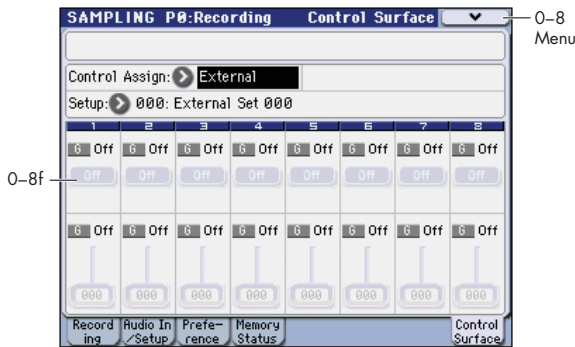 SAMPLING P0:Recording Control Surface
0–8
Menu
Control Assign: External
Setup: 000: External Set 000
1 2 3 4 5 6 7 8
G Off G Off G Off G Off G Off G Off G Off G Off
0–8f
Off Off Off Off Off Off Off Off
G Off G Off G Off G Off G Off G Off G Off G Off
000 000 000 000 000 000 000 000
Record Audio In Prefe- Memory Control
ing /Setup rence Status Surface